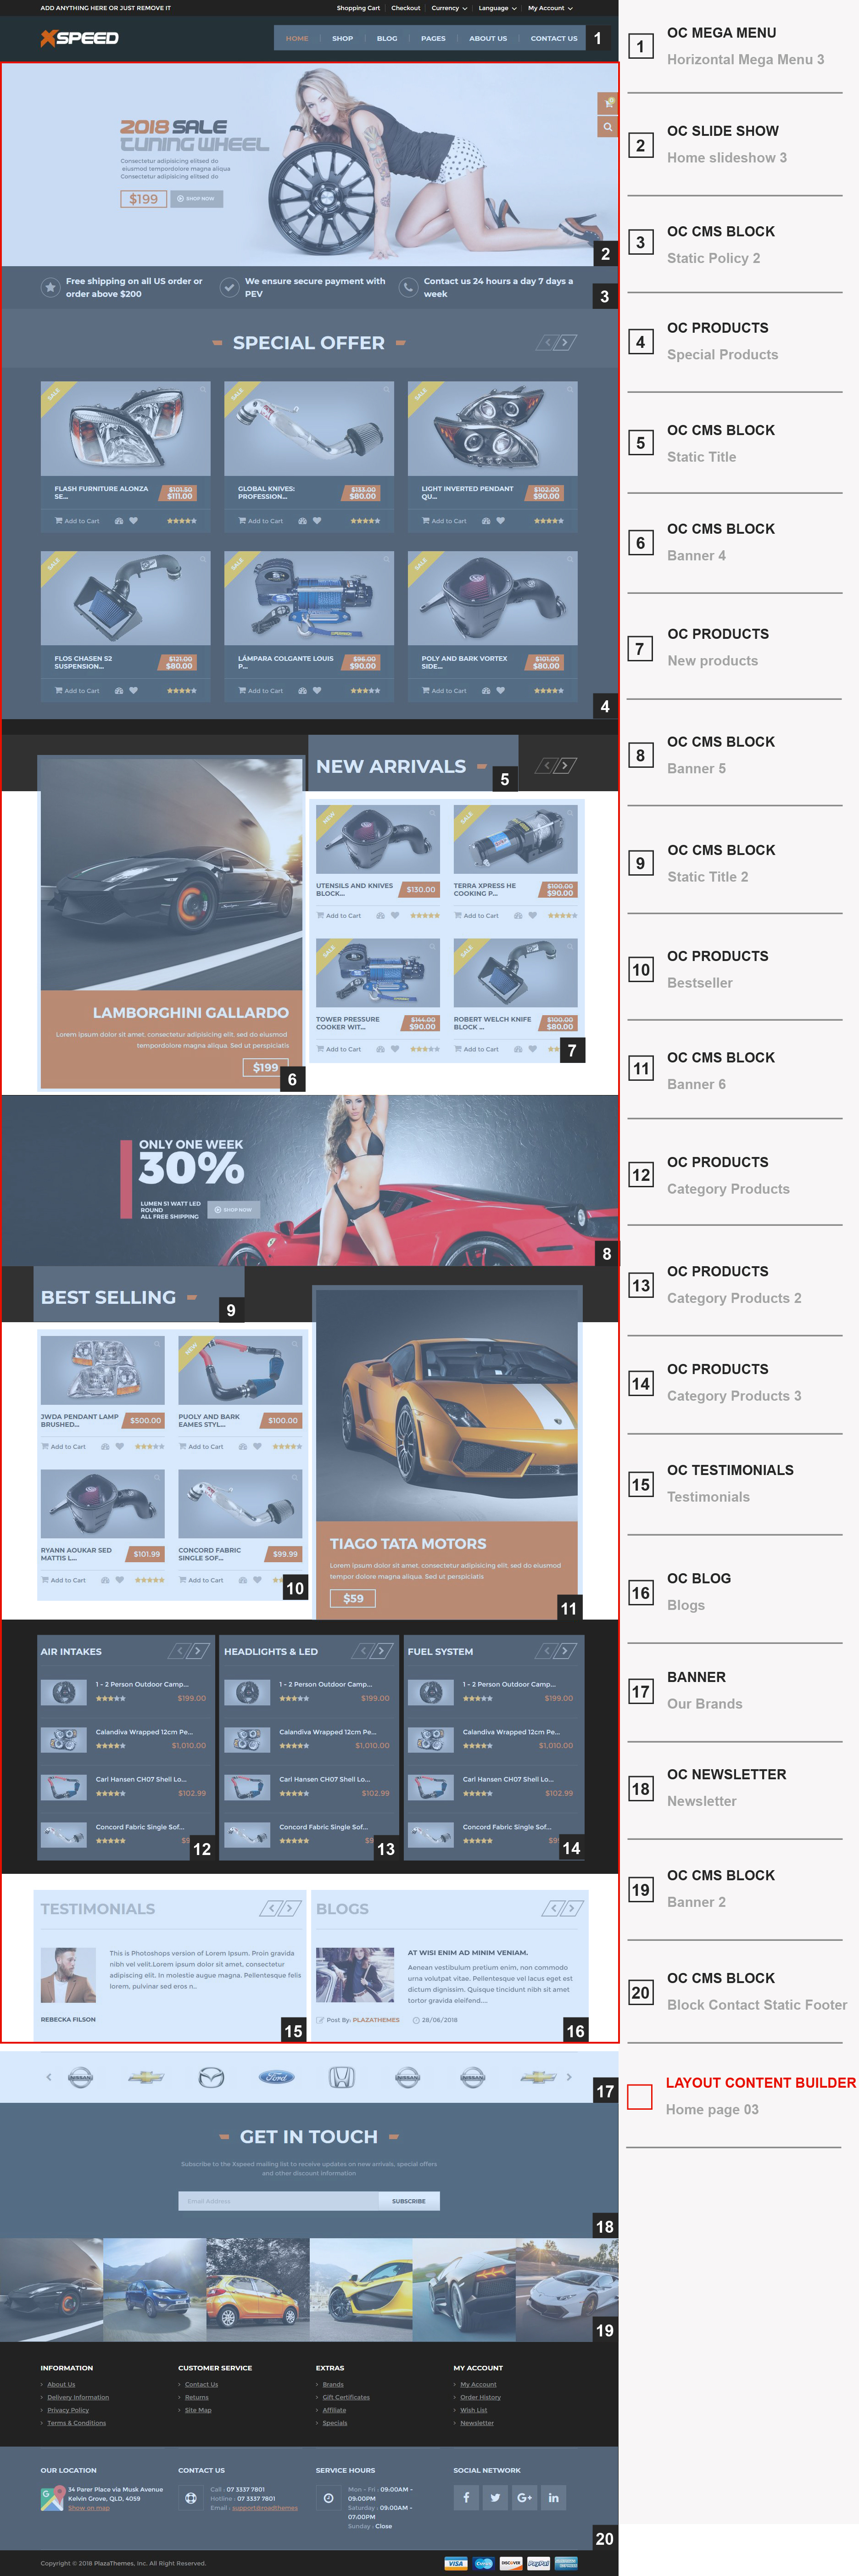 ADD ANYTHING HERE OR JUST REMOVE IT
Shopping Cart Checkout Currency Language My Account
XSPEED
HOME SHOP BLOG PAGES ABOUT US CONTACT US 1
2018 SALE
TUNING WHEEL
Consectetur adipisicing elitsed do
eiusmod temporidolore magna aliqua
Consectetur adipisicing elitsed do
$199 SHOP NOW
2
Free shipping on all US order or
order above $200
We ensure secure payment with
PEV
Contact us 24 hours a day 7 days a
week
3
SPECIAL OFFER
SALE SALE SALE
FLASH FURNITURE ALONZA
SE...
$101.50
$111.00
GLOBAL KNIVES:
PROFESSION...
$133.00
$80.00
LIGHT INVERTED PENDANT
QU...
$102.00
$90.00
Add to Cart Add to Cart Add to Cart
SALE SALE SALE
FLOS CHASEN S2
SUSPENSION...
$121.00
$80.00
LÁMPARA COLGANTE LOUIS
P...
$96.00
$90.00
POLY AND BARK VORTEX
SIDE...
$101.00
$80.00
Add to Cart Add to Cart Add to Cart
4
NEW ARRIVALS
5
NEW SALE
UTENSILS AND KNIVES
BLOCK...
$130.00
TERRA XPRESS HE
COOKING P...
$100.00
$90.00
Add to Cart Add to Cart
SALE SALE
TOWER PRESSURE
COOKER WIT...
$144.00
$90.00
ROBERT WELCH KNIFE
BLOCK ...
$100.00
$80.00
Add to Cart Add to Cart
7
LAMBORGHINI GALLARDO
Lorem ipsum dolor sit amet, consectetur adipisicing elit, sed do eiusmod
tempordolore magna aliqua. Sed ut perspiciatis
$199
6
ONLY ONE WEEK
30%
LUMEN 51 WATT LED
ROUND
ALL FREE SHIPPING
SHOP NOW
8
BEST SELLING
9
NEW
JWDA PENDANT LAMP
BRUSHED...
$500.00
PUOLY AND BARK
EAMES STYL...
$100.00
Add to Cart Add to Cart
RYANN AOUKAR SED
MATTIS L...
$101.99
CONCORD FABRIC
SINGLE SOF...
$99.99
Add to Cart Add to Cart
10
TIAGO TATA MOTORS
Lorem ipsum dolor sit amet, consectetur adipisicing elit, sed do eiusmod
tempor dolore magna aliqua. Sed ut perspiciatis
$59
11
AIR INTAKES
1 - 2 Person Outdoor Camp...
$199.00
Calandiva Wrapped 12cm Pe...
$1,010.00
Carl Hansen CH07 Shell Lo...
$102.99
Concord Fabric Single Sof...
$9
12
HEADLIGHTS & LED
1 - 2 Person Outdoor Camp...
$199.00
Calandiva Wrapped 12cm Pe...
$1,010.00
Carl Hansen CH07 Shell Lo...
$102.99
Concord Fabric Single Sof...
$9
13
FUEL SYSTEM
1 - 2 Person Outdoor Camp...
$199.00
Calandiva Wrapped 12cm Pe...
$1,010.00
Carl Hansen CH07 Shell Lo...
$102.99
Concord Fabric Single Sof...
14
TESTIMONIALS
This is Photoshops version of Lorem Ipsum. Proin gravida
nibh vel velit.Lorem ipsum dolor sit amet, consectetur
adipiscing elit. In molestie augue magna. Pellentesque felis
lorem, pulvinar sed eros n..
REBECKA FILSON
15
BLOGS
AT WISI ENIM AD MINIM VENIAM.
Aenean vestibulum pretium enim, non commodo
urna volutpat vitae. Pellentesque vel lacus eget est
dictum dignissim. Quisque tincidunt nibh sit amet
tortor gravida eleifend....
Post By: PLAZATHEMES 28/08/2018
16
NISSAN CHEVROLET Ford NISSAN NISSAN CHEVROLET
17
GET IN TOUCH
Subscribe to the Xspeed mailing list to receive updates on new arrivals, special offers
and other discount information
Email Address SUBSCRIBE
18
19
INFORMATION
About Us
Delivery Information
Privacy Policy
Terms & Conditions
CUSTOMER SERVICE
Contact Us
Returns
Site Map
EXTRAS
Brands
Gift Certificates
Affiliate
Specials
MY ACCOUNT
My Account
Order History
Wish List
Newsletter
OUR LOCATION
34 Parer Place via Musk Avenue
Kelvin Grove, QLD, 4059
Show on map
CONTACT US
Call : 07 3337 7801
Hotline : 07 3337 7801
Email : support@roadthemes
SERVICE HOURS
Mon - Fri : 09:00AM -
09:00PM
Saturday : 09:00AM -
07:00PM
Sunday : Close
SOCIAL NETWORK
f G+ in
20
Copyright © 2018 PlazaThemes, Inc. All Right Reserved.
VISA Cirrus DISCOVER PayPal
1 OC MEGA MENU
Horizontal Mega Menu 3
2 OC SLIDE SHOW
Home slideshow 3
3 OC CMS BLOCK
Static Policy 2
4 OC PRODUCTS
Special Products
5 OC CMS BLOCK
Static Title
6 OC CMS BLOCK
Banner 4
7 OC PRODUCTS
New products
8 OC CMS BLOCK
Banner 5
9 OC CMS BLOCK
Static Title 2
10 OC PRODUCTS
Bestseller
11 OC CMS BLOCK
Banner 6
12 OC PRODUCTS
Category Products
13 OC PRODUCTS
Category Products 2
14 OC PRODUCTS
Category Products 3
15 OC TESTIMONIALS
Testimonials
16 OC BLOG
Blogs
17 BANNER
Our Brands
18 OC NEWSLETTER
Newsletter
19 OC CMS BLOCK
Banner 2
20 OC CMS BLOCK
Block Contact Static Footer
LAYOUT CONTENT BUILDER
Home page 03